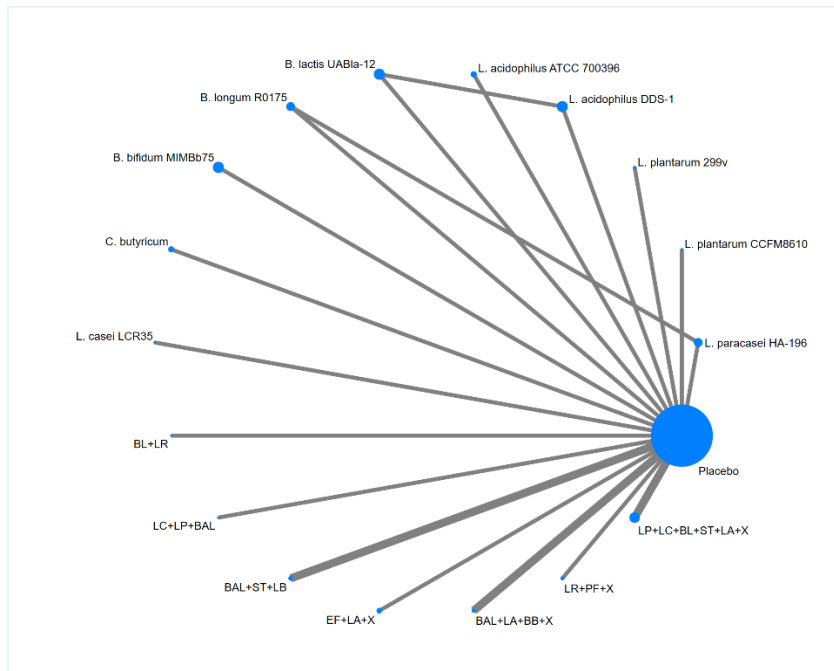 B. lactis UABla-12
L. acidophilus ATCC 700396
B. longum R0175
L. acidophilus DDS-1
B. bifidum MIMBb75
L. plantarum 299v
C. butyricum
L. plantarum CCFM8610
L. casei LCR35
L. paracasei HA-196
BL+LR
Placebo
LC+LP+BAL
LP+LC+BL+ST+LA+X
BAL+ST+LB
LR+PF+X
EF+LA+X
BAL+LA+BB+X